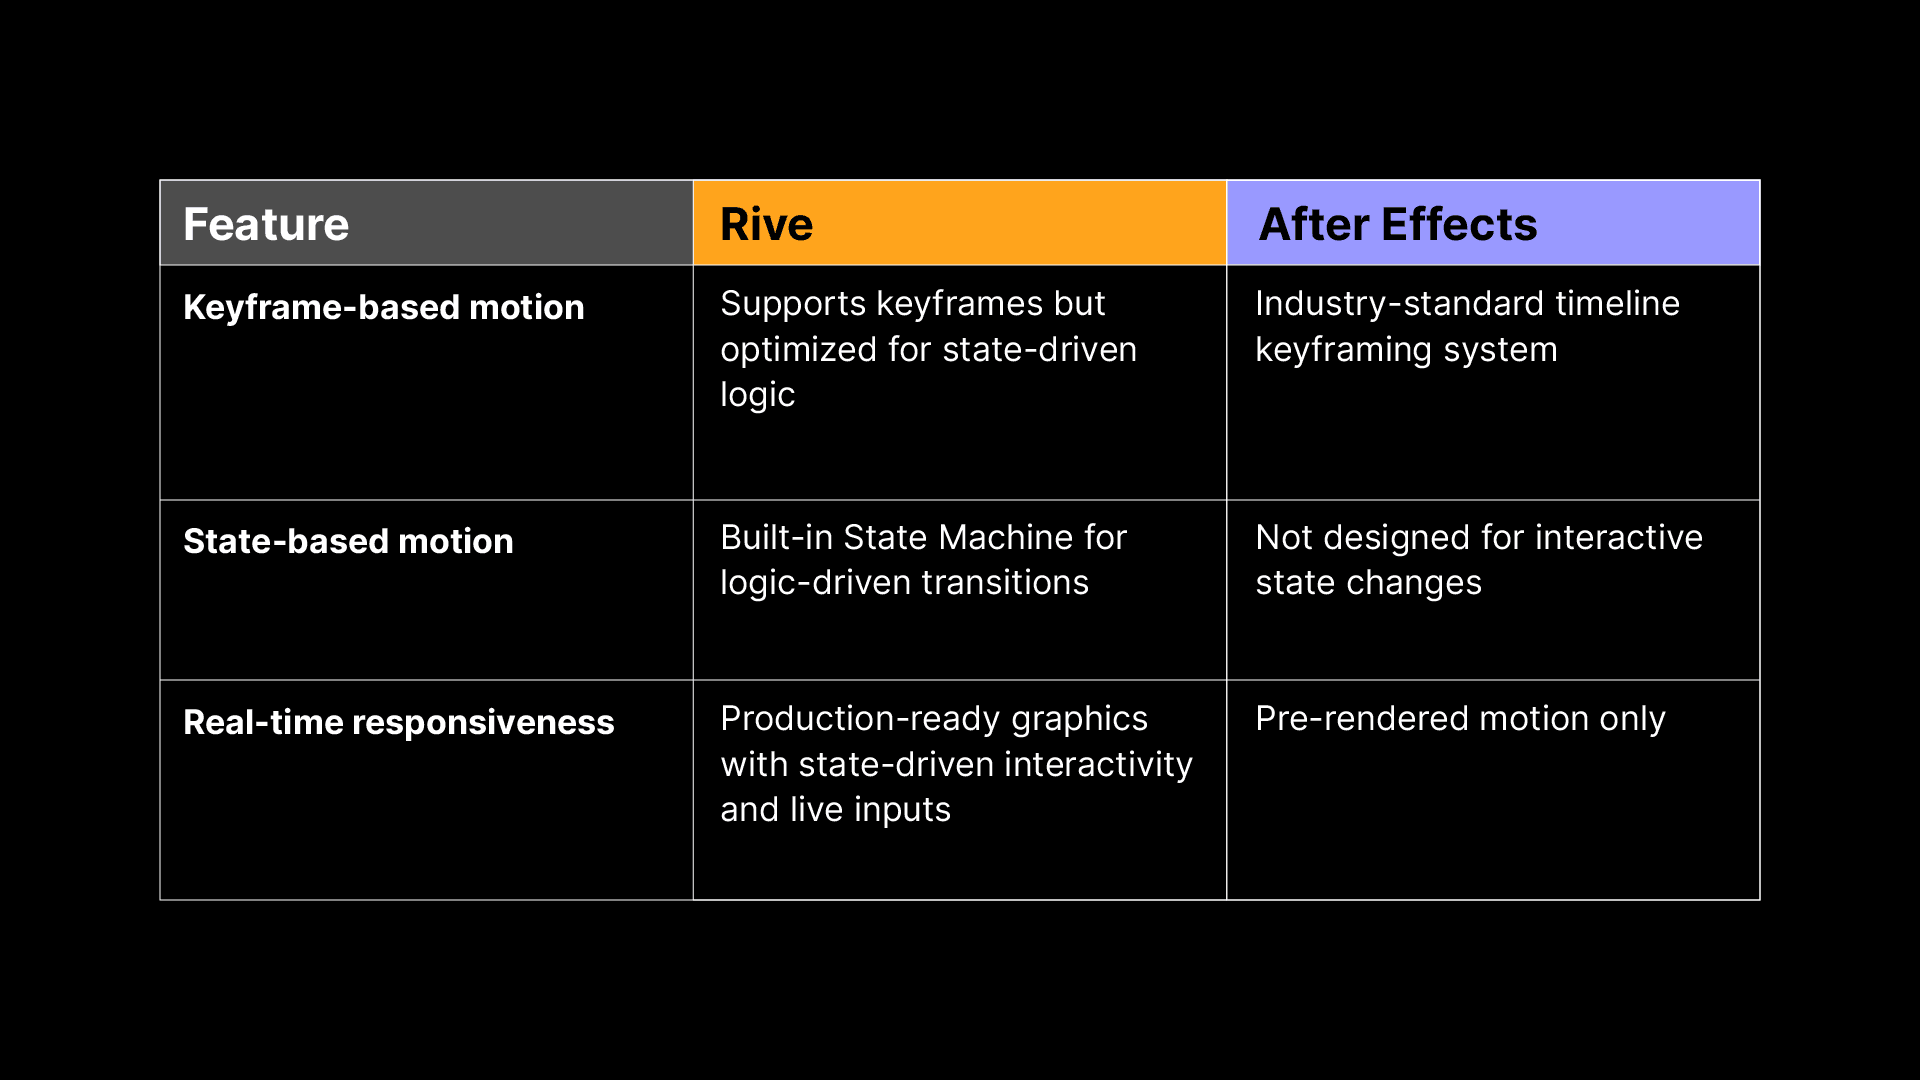 Feature
Rive
After Effects
Keyframe-based motion
Supports keyframes but
optimized for state-driven
logic
Industry-standard timeline
keyframing system
State-based motion
Built-in State Machine for
logic-driven transitions
Not designed for interactive
state changes
Real-time responsiveness
Production-ready graphics
with state-driven interactivity
and live inputs
Pre-rendered motion only